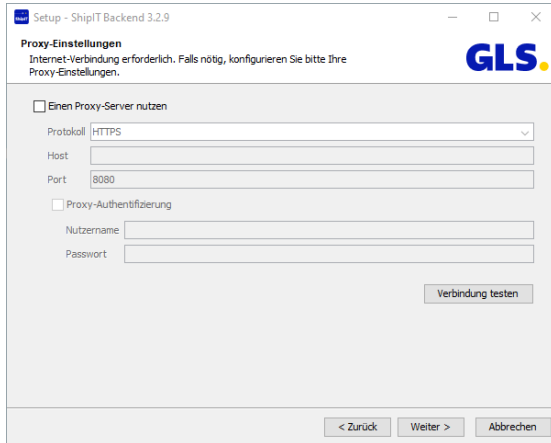 Setup - ShipIT Backend 3.2.9
Proxy-Einstellungen
Internet-Verbindung erforderlich. Falls nötig, konfigurieren Sie bitte Ihre
Proxy-Einstellungen.
GLS.
Einen Proxy-Server nutzen
Protokoll HTTPS
Host
Port 8080
Proxy-Authentifizierung
Nutzername
Passwort
Verbindung testen
< Zurück Weiter > Abbrechen